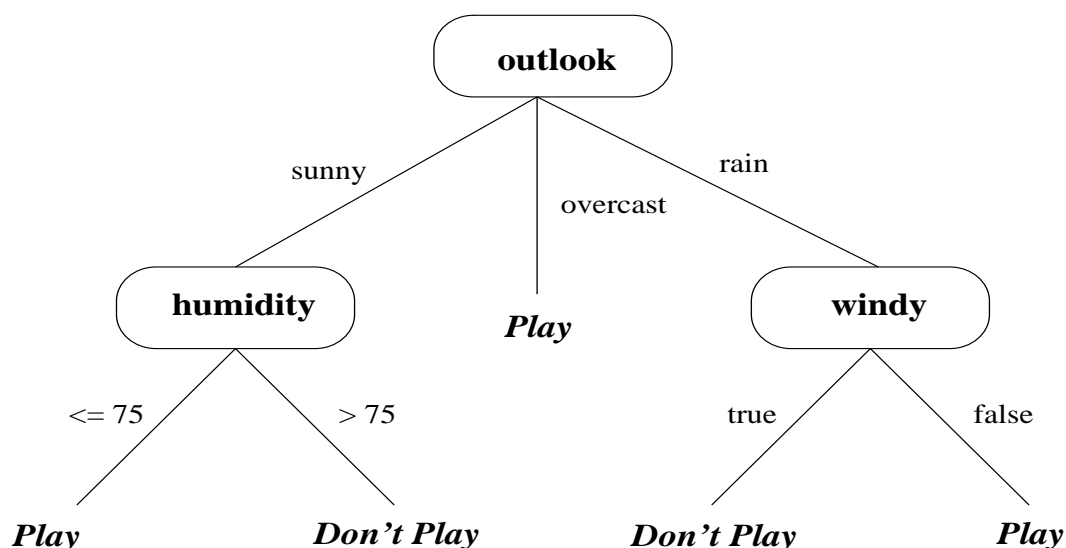 outlook
sunny
rain
overcast
humidity
windy
Play
<= 75
> 75
true
false
Play
Don't Play
Don't Play
Play